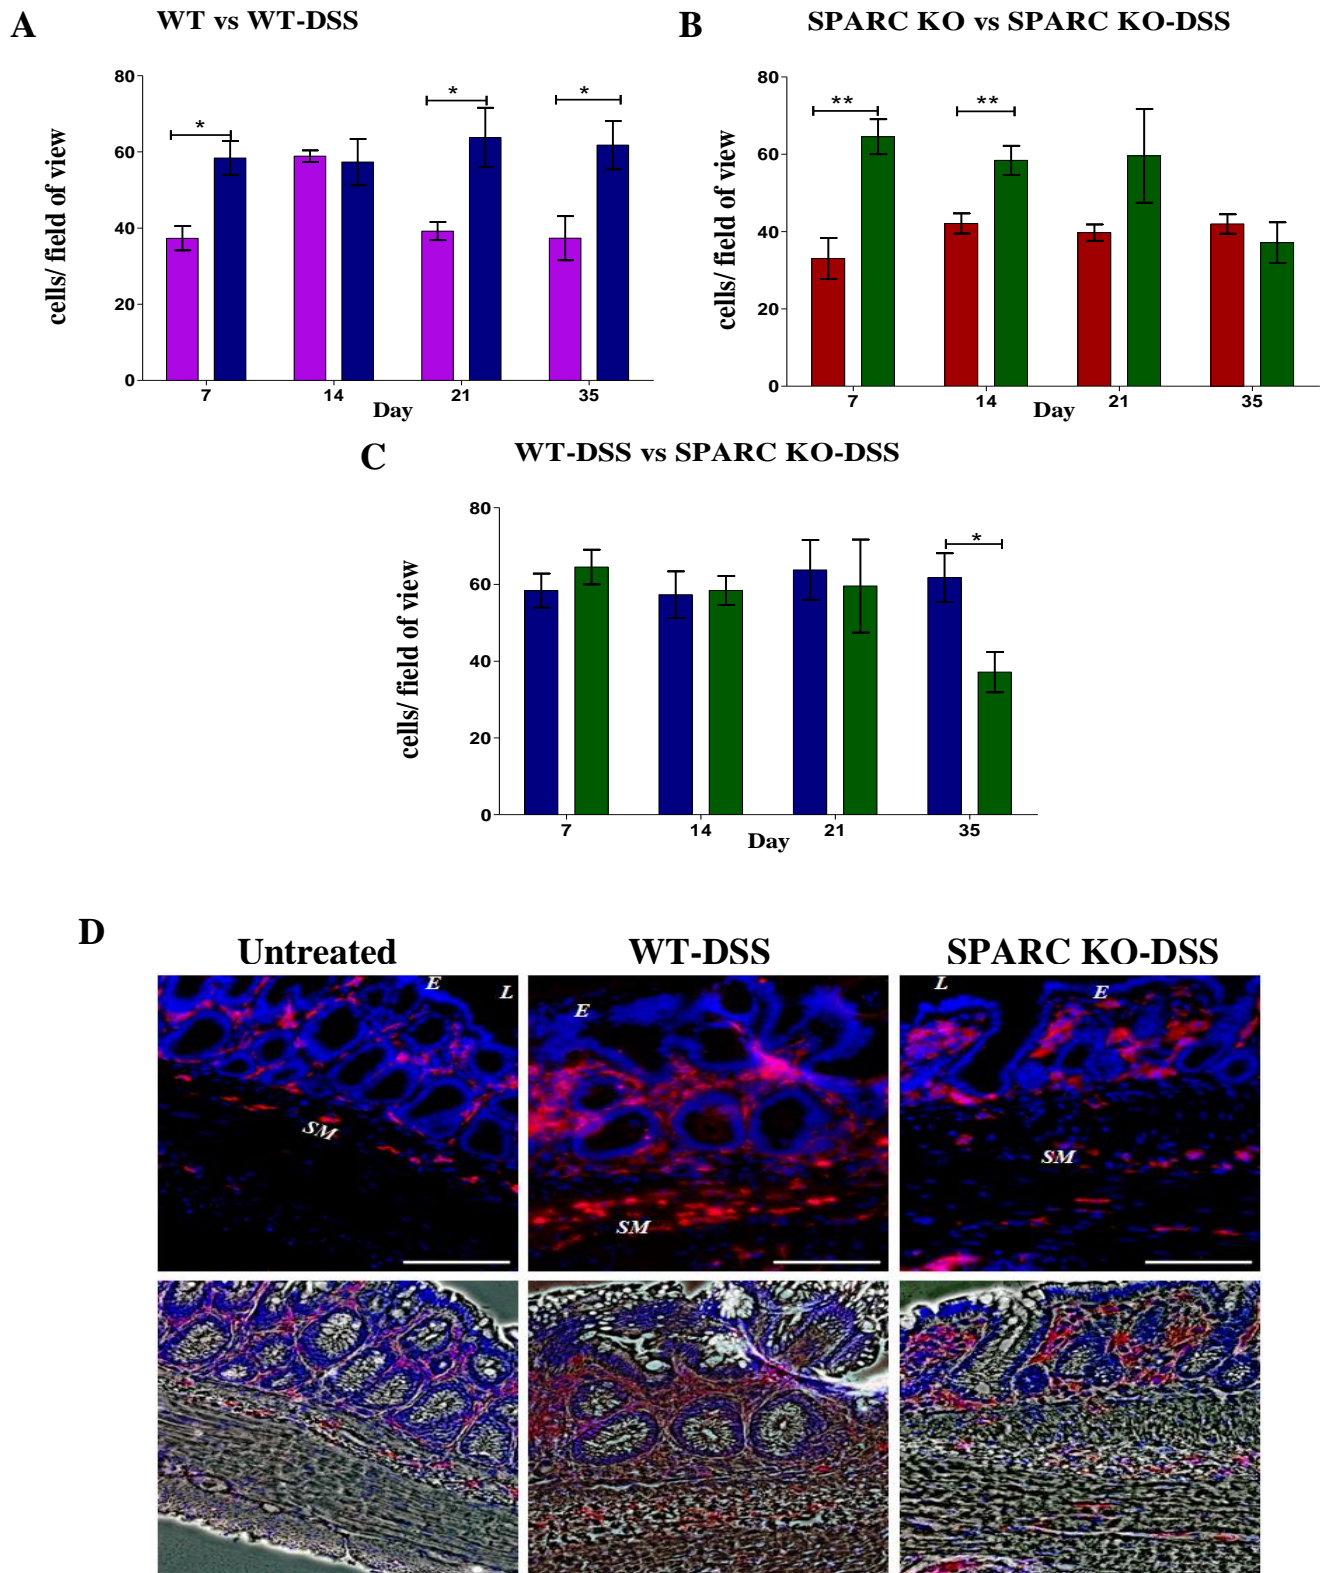 A
WT vs WT-DSS
cells/ field of view
80
60
40
20
0
*
*
*
7
14
21
35
Day
B
SPARC KO vs SPARC KO-DSS
cells/ field of view
80
60
40
20
0
**
**
7
14
21
35
Day
C
WT-DSS vs SPARC KO-DSS
cells/ field of view
80
60
40
20
0
*
7
14
21
35
Day
D
Untreated
WT-DSS
SPARC KO-DSS
E
L
SM
E
SM
L
E
SM